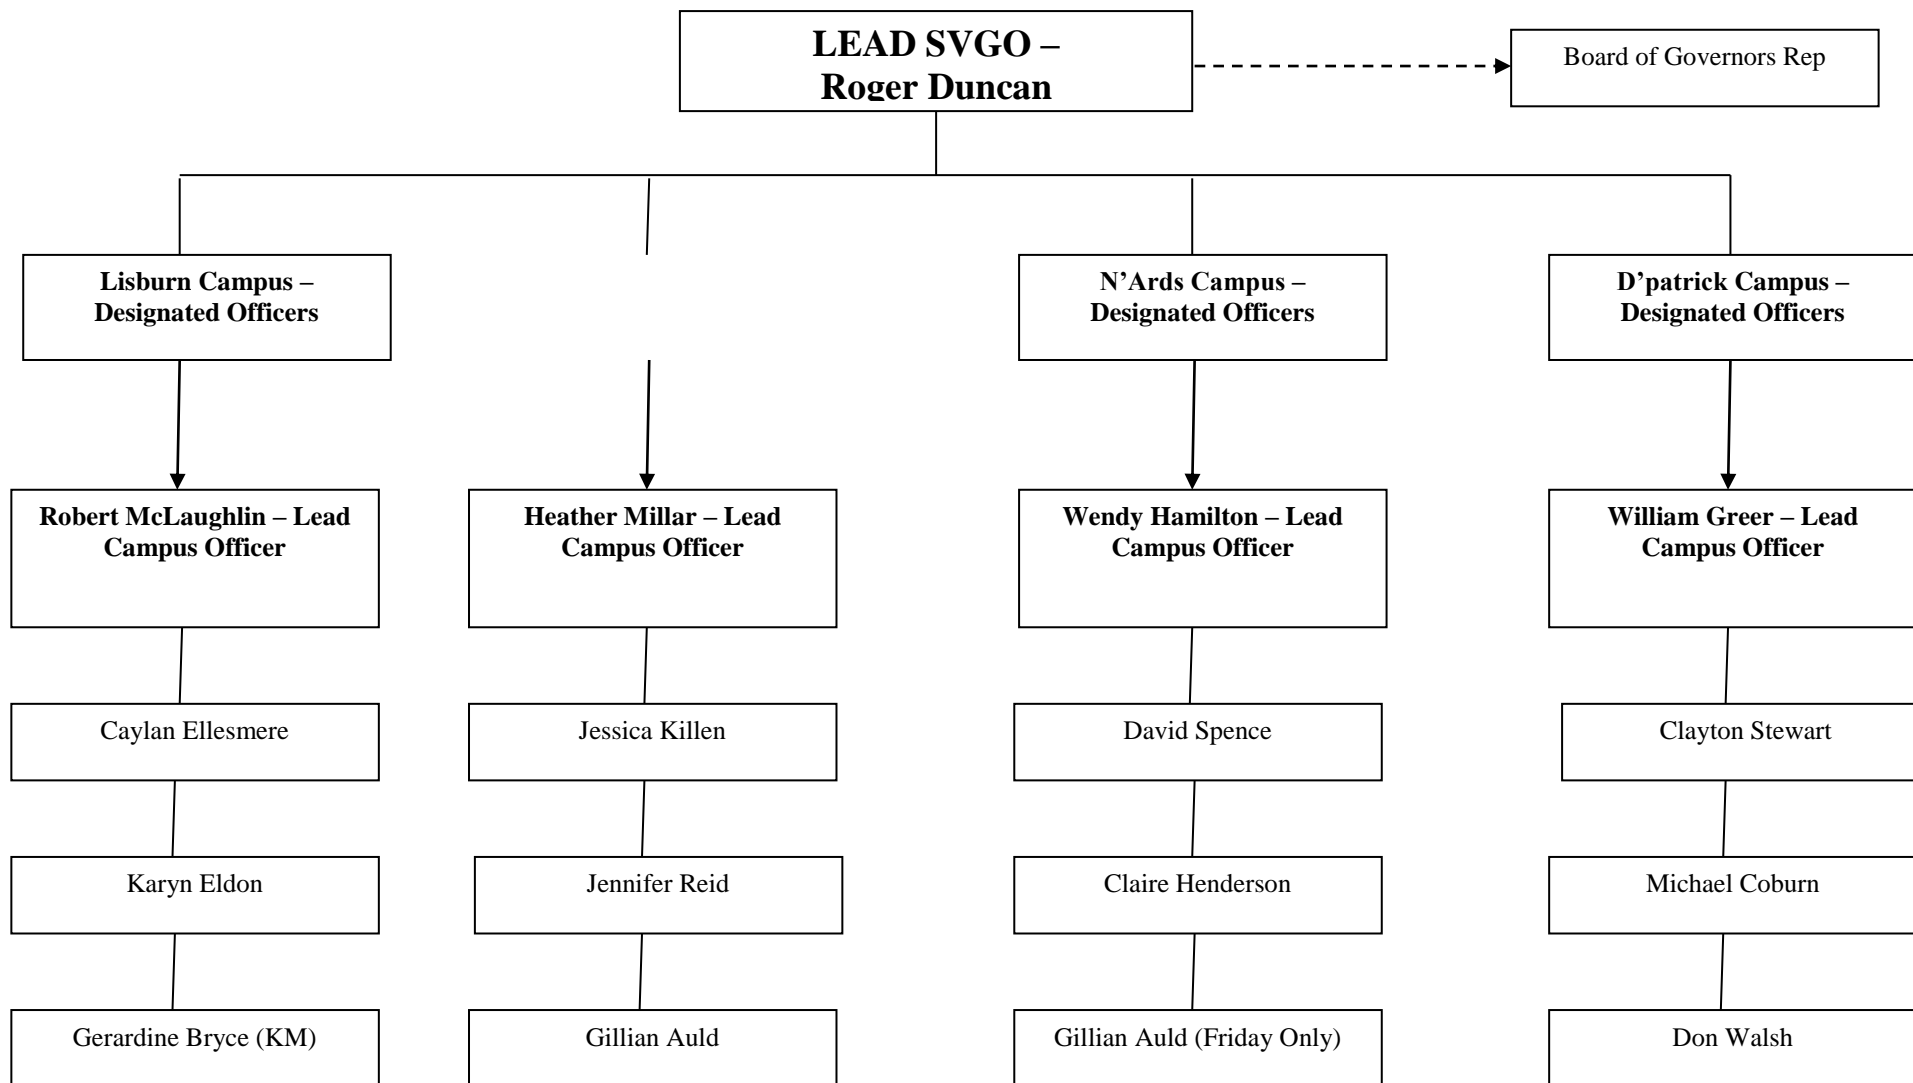 LEAD SVGO –
Roger Duncan
Board of Governors Rep
Lisburn Campus –
Designated Officers
N’Ards Campus –
Designated Officers
D’patrick Campus –
Designated Officers
Robert McLaughlin – Lead
Campus Officer
Heather Millar – Lead
Campus Officer
Wendy Hamilton – Lead
Campus Officer
William Greer – Lead
Campus Officer
Caylan Ellesmere
Jessica Killen
David Spence
Clayton Stewart
Karyn Eldon
Jennifer Reid
Claire Henderson
Michael Coburn
Gerardine Bryce (KM)
Gillian Auld
Gillian Auld (Friday Only)
Don Walsh